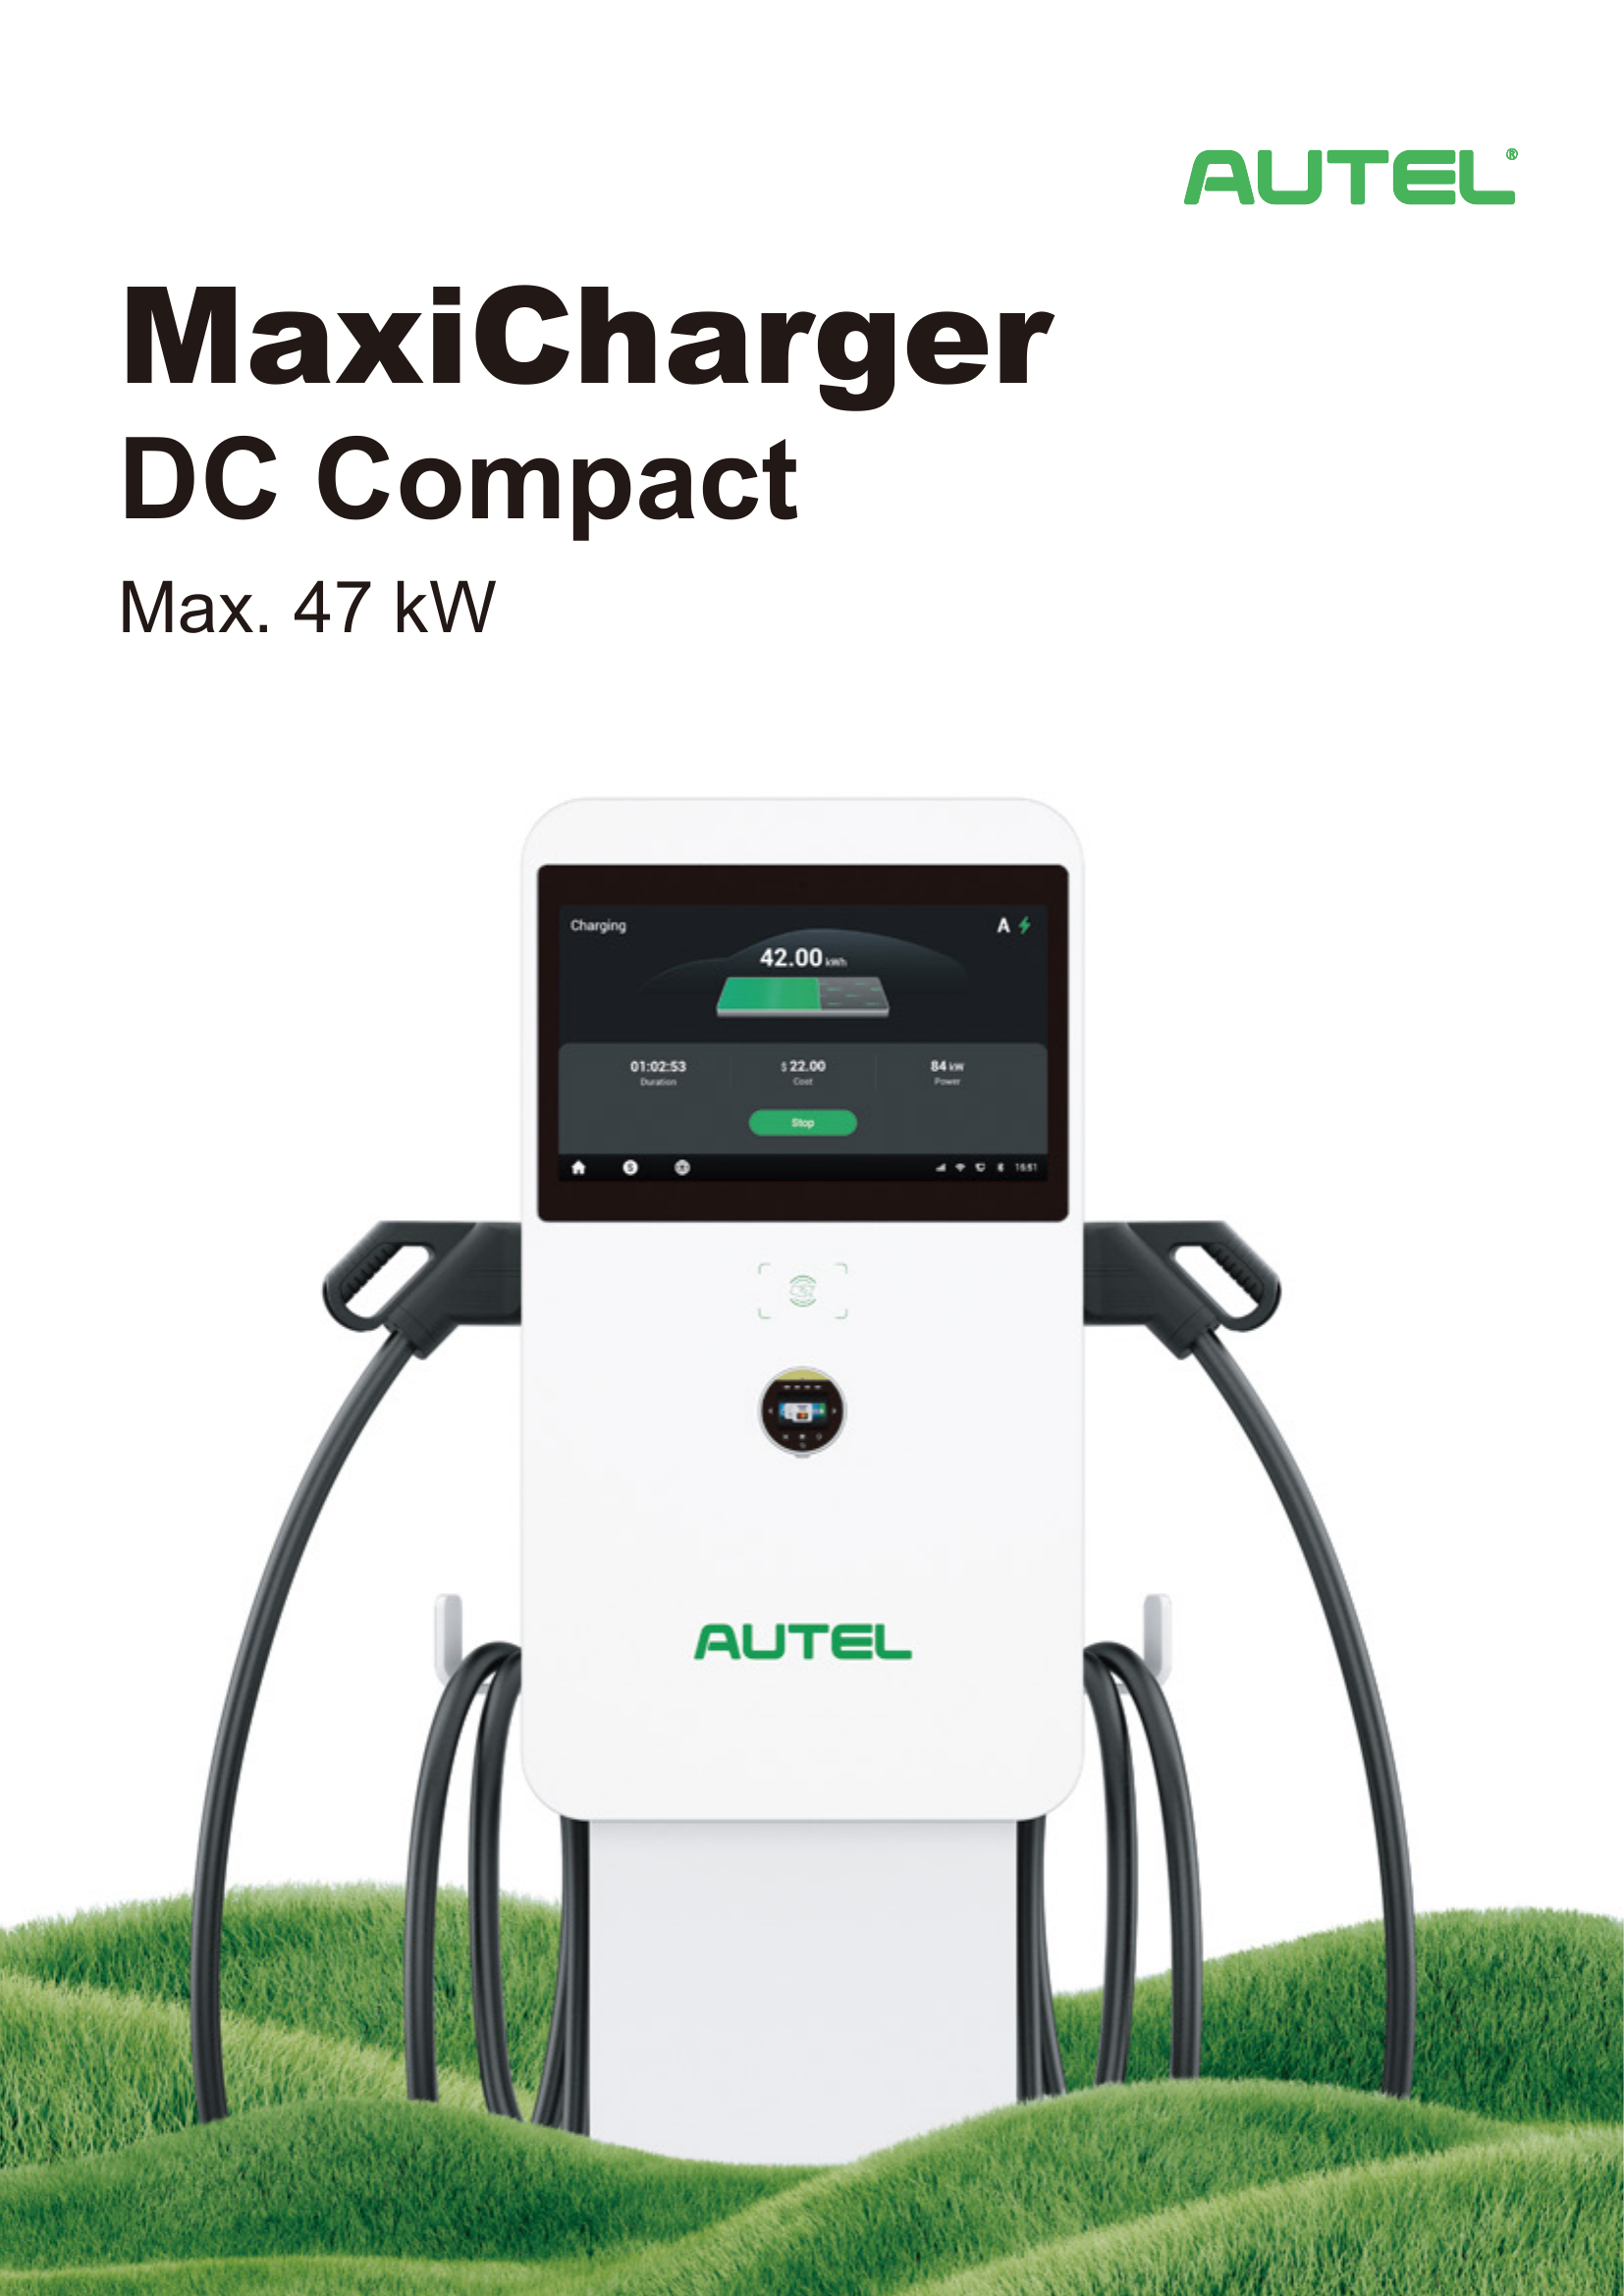 AUTEL®
MaxiCharger
DC Compact
Max. 47 kW
Charging
A
42.00 kWh
01:02:53
Duration
$ 22.00
Cost
84 kW
Power
Stop
15:51
AUTEL